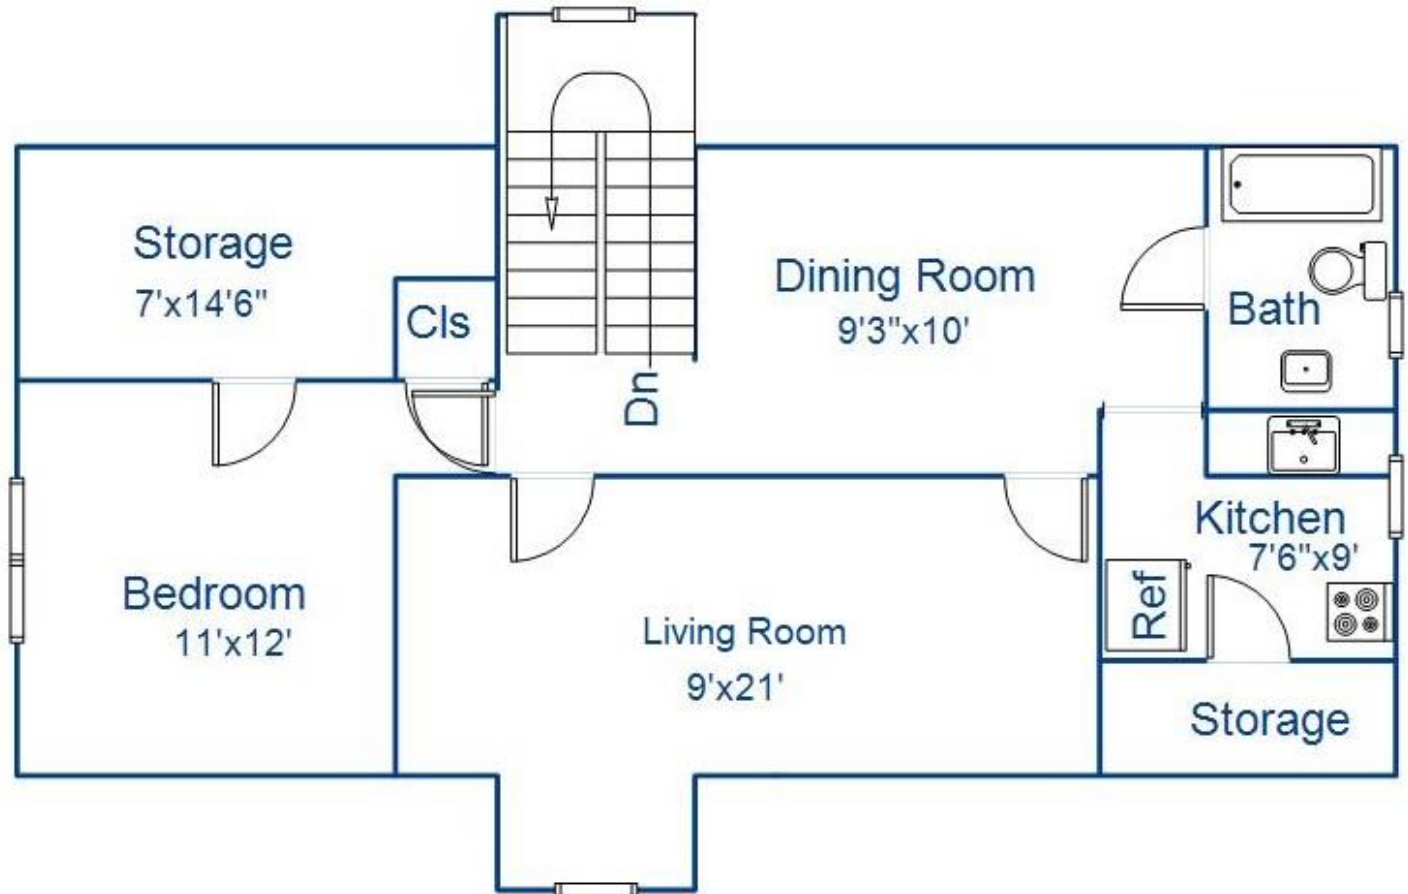 Storage
7'x14'6"
Cls
Dn
Dining Room
9'3"x10'
Bath
Bedroom
11'x12'
Living Room
9'x21'
Kitchen
7'6"x9'
Ref
Storage